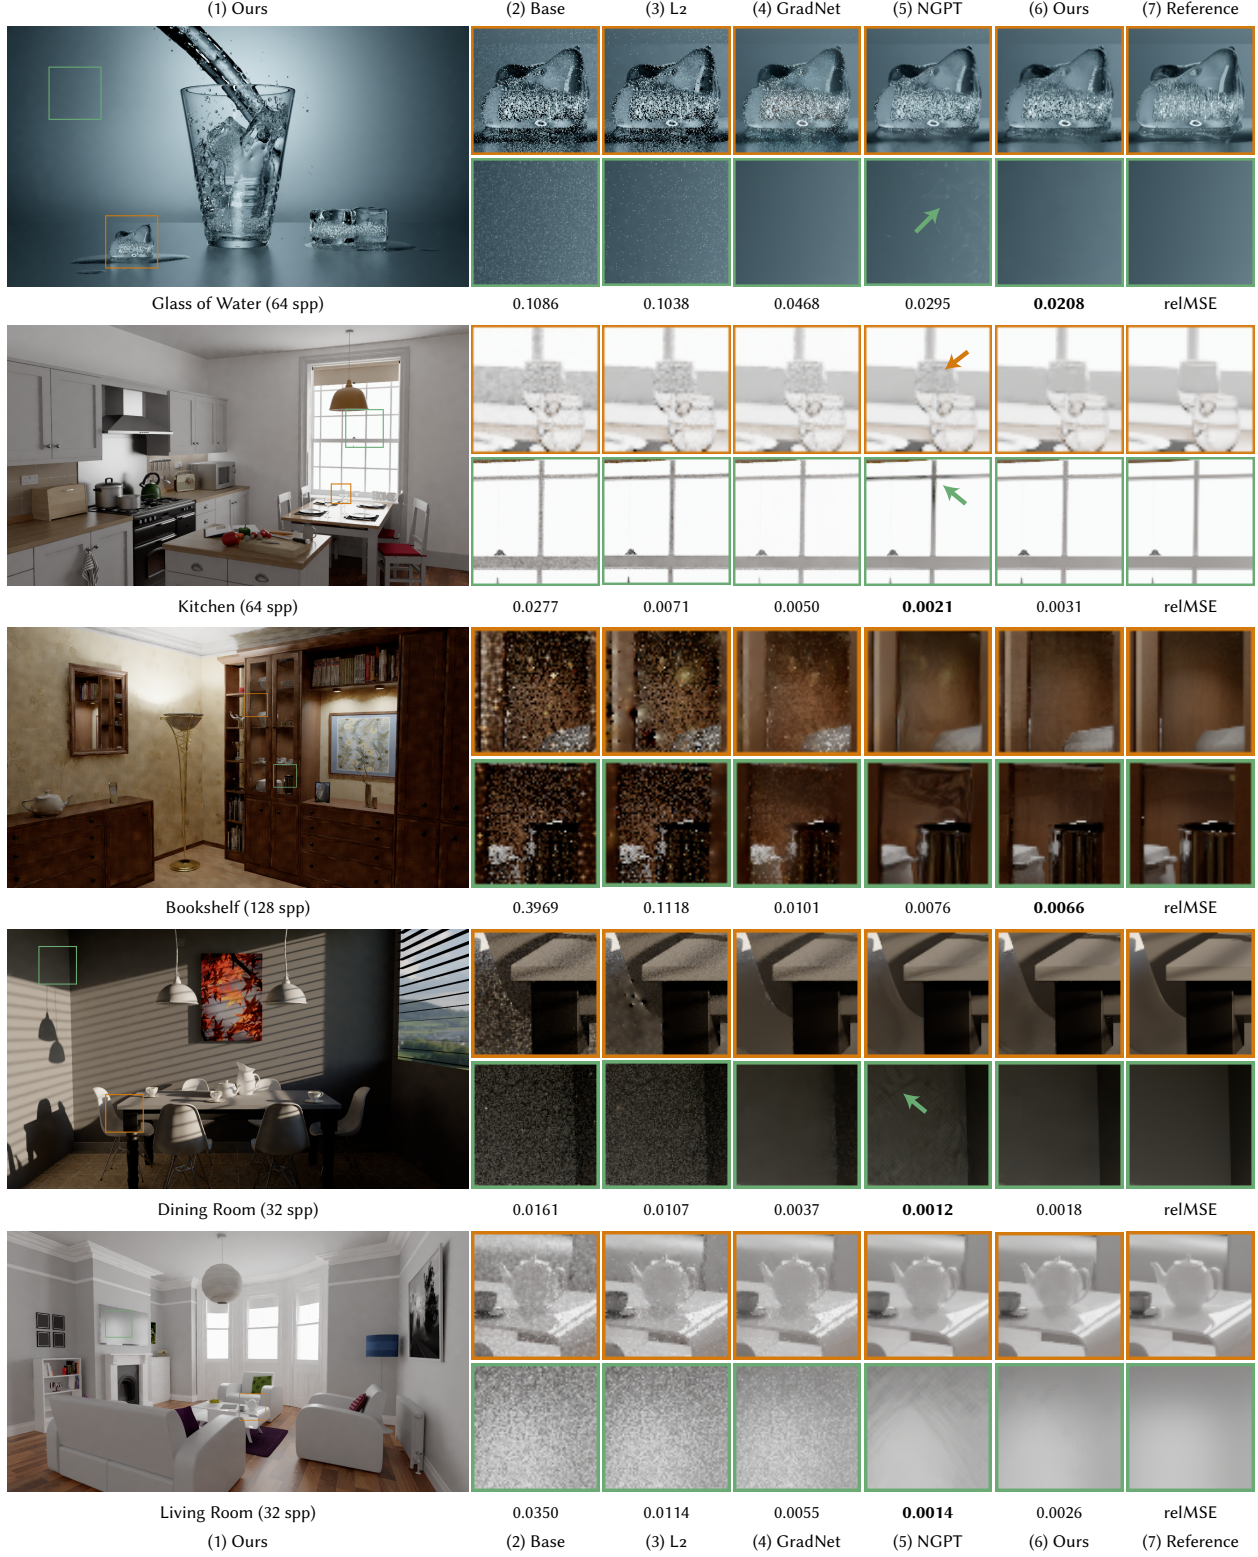 (1) Ours (2) Base (3) L2 (4) GradNet (5) NGPT (6) Ours (7) Reference
Glass of Water (64 spp) 0.1086 0.1038 0.0468 0.0295 0.0208 relMSE
Kitchen (64 spp) 0.0277 0.0071 0.0050 0.0021 0.0031 relMSE
Bookshelf (128 spp) 0.3969 0.1118 0.0101 0.0076 0.0066 relMSE
Dining Room (32 spp) 0.0161 0.0107 0.0037 0.0012 0.0018 relMSE
Living Room (32 spp) 0.0350 0.0114 0.0055 0.0014 0.0026 relMSE
(1) Ours (2) Base (3) L2 (4) GradNet (5) NGPT (6) Ours (7) Reference